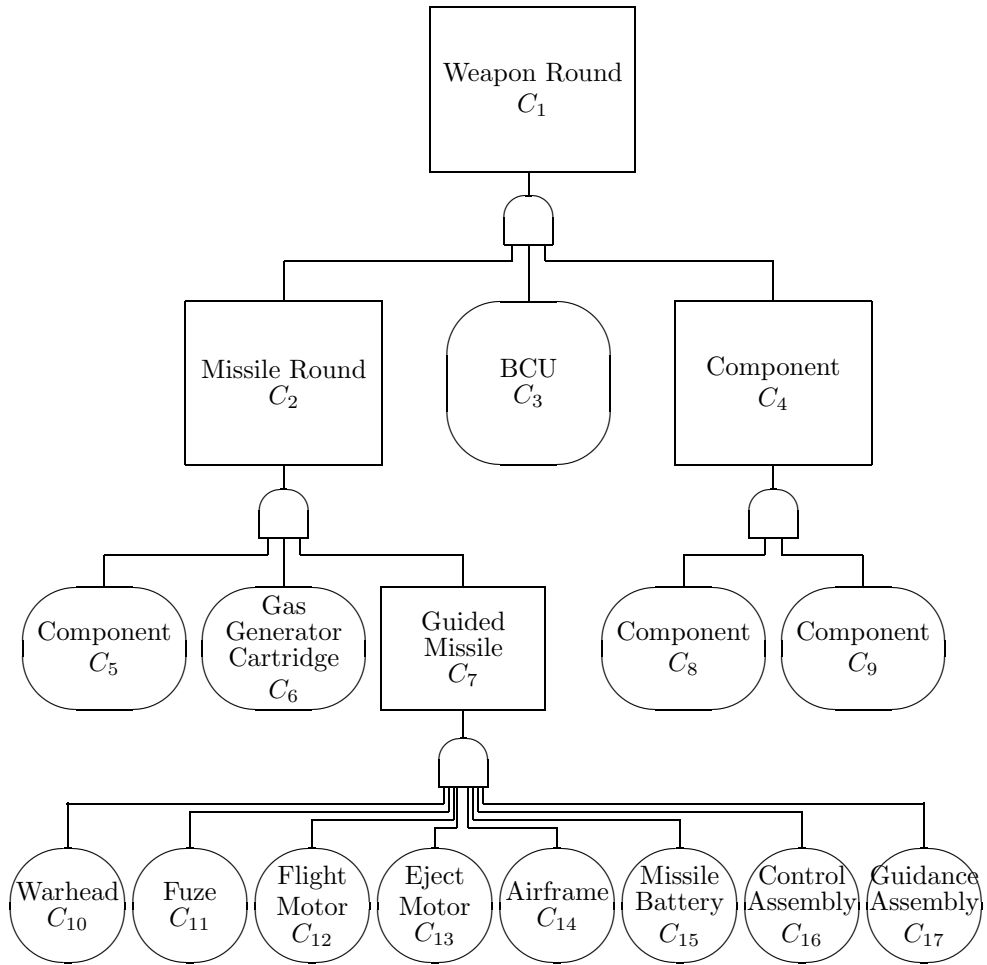 Weapon Round
C₁
Missile Round
C₂
BCU
C₃
Component
C₄
Component
C₅
Gas
Generator
Cartridge
C₆
Guided
Missile
C₇
Component
C₈
Component
C₉
Warhead
C₁₀
Fuze
C₁₁
Flight
Motor
C₁₂
Eject
Motor
C₁₃
Airframe
C₁₄
Missile
Battery
C₁₅
Control
Assembly
C₁₆
Guidance
Assembly
C₁₇